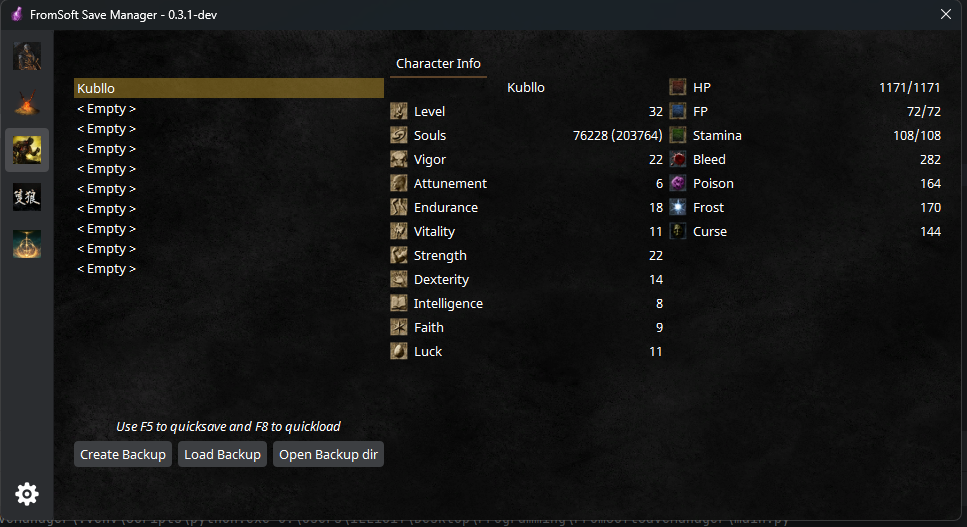 FromSoft Save Manager - 0.3.1-dev
Character Info
Kubllo
< Empty >
< Empty >
< Empty >
< Empty >
< Empty >
< Empty >
< Empty >
< Empty >
< Empty >
Kubllo
Level 32
Souls 76228 (203764)
Vigor 22
Attunement 6
Endurance 18
Vitality 11
Strength 22
Dexterity 14
Intelligence 8
Faith 9
Luck 11
HP 1171/1171
FP 72/72
Stamina 108/108
Bleed 282
Poison 164
Frost 170
Curse 144
隻狼
Use F5 to quicksave and F8 to quickload
Create Backup Load Backup Open Backup dir